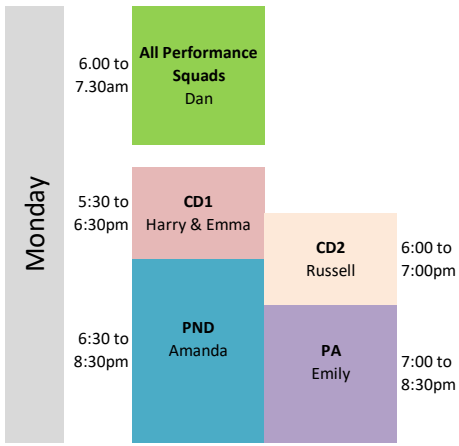 Monday
6.00 to
7.30am
All Performance
Squads
Dan
5:30 to
6:30pm
CD1
Harry & Emma
CD2
Russell
6:00 to
7:00pm
6:30 to
8:30pm
PND
Amanda
PA
Emily
7:00 to
8:30pm